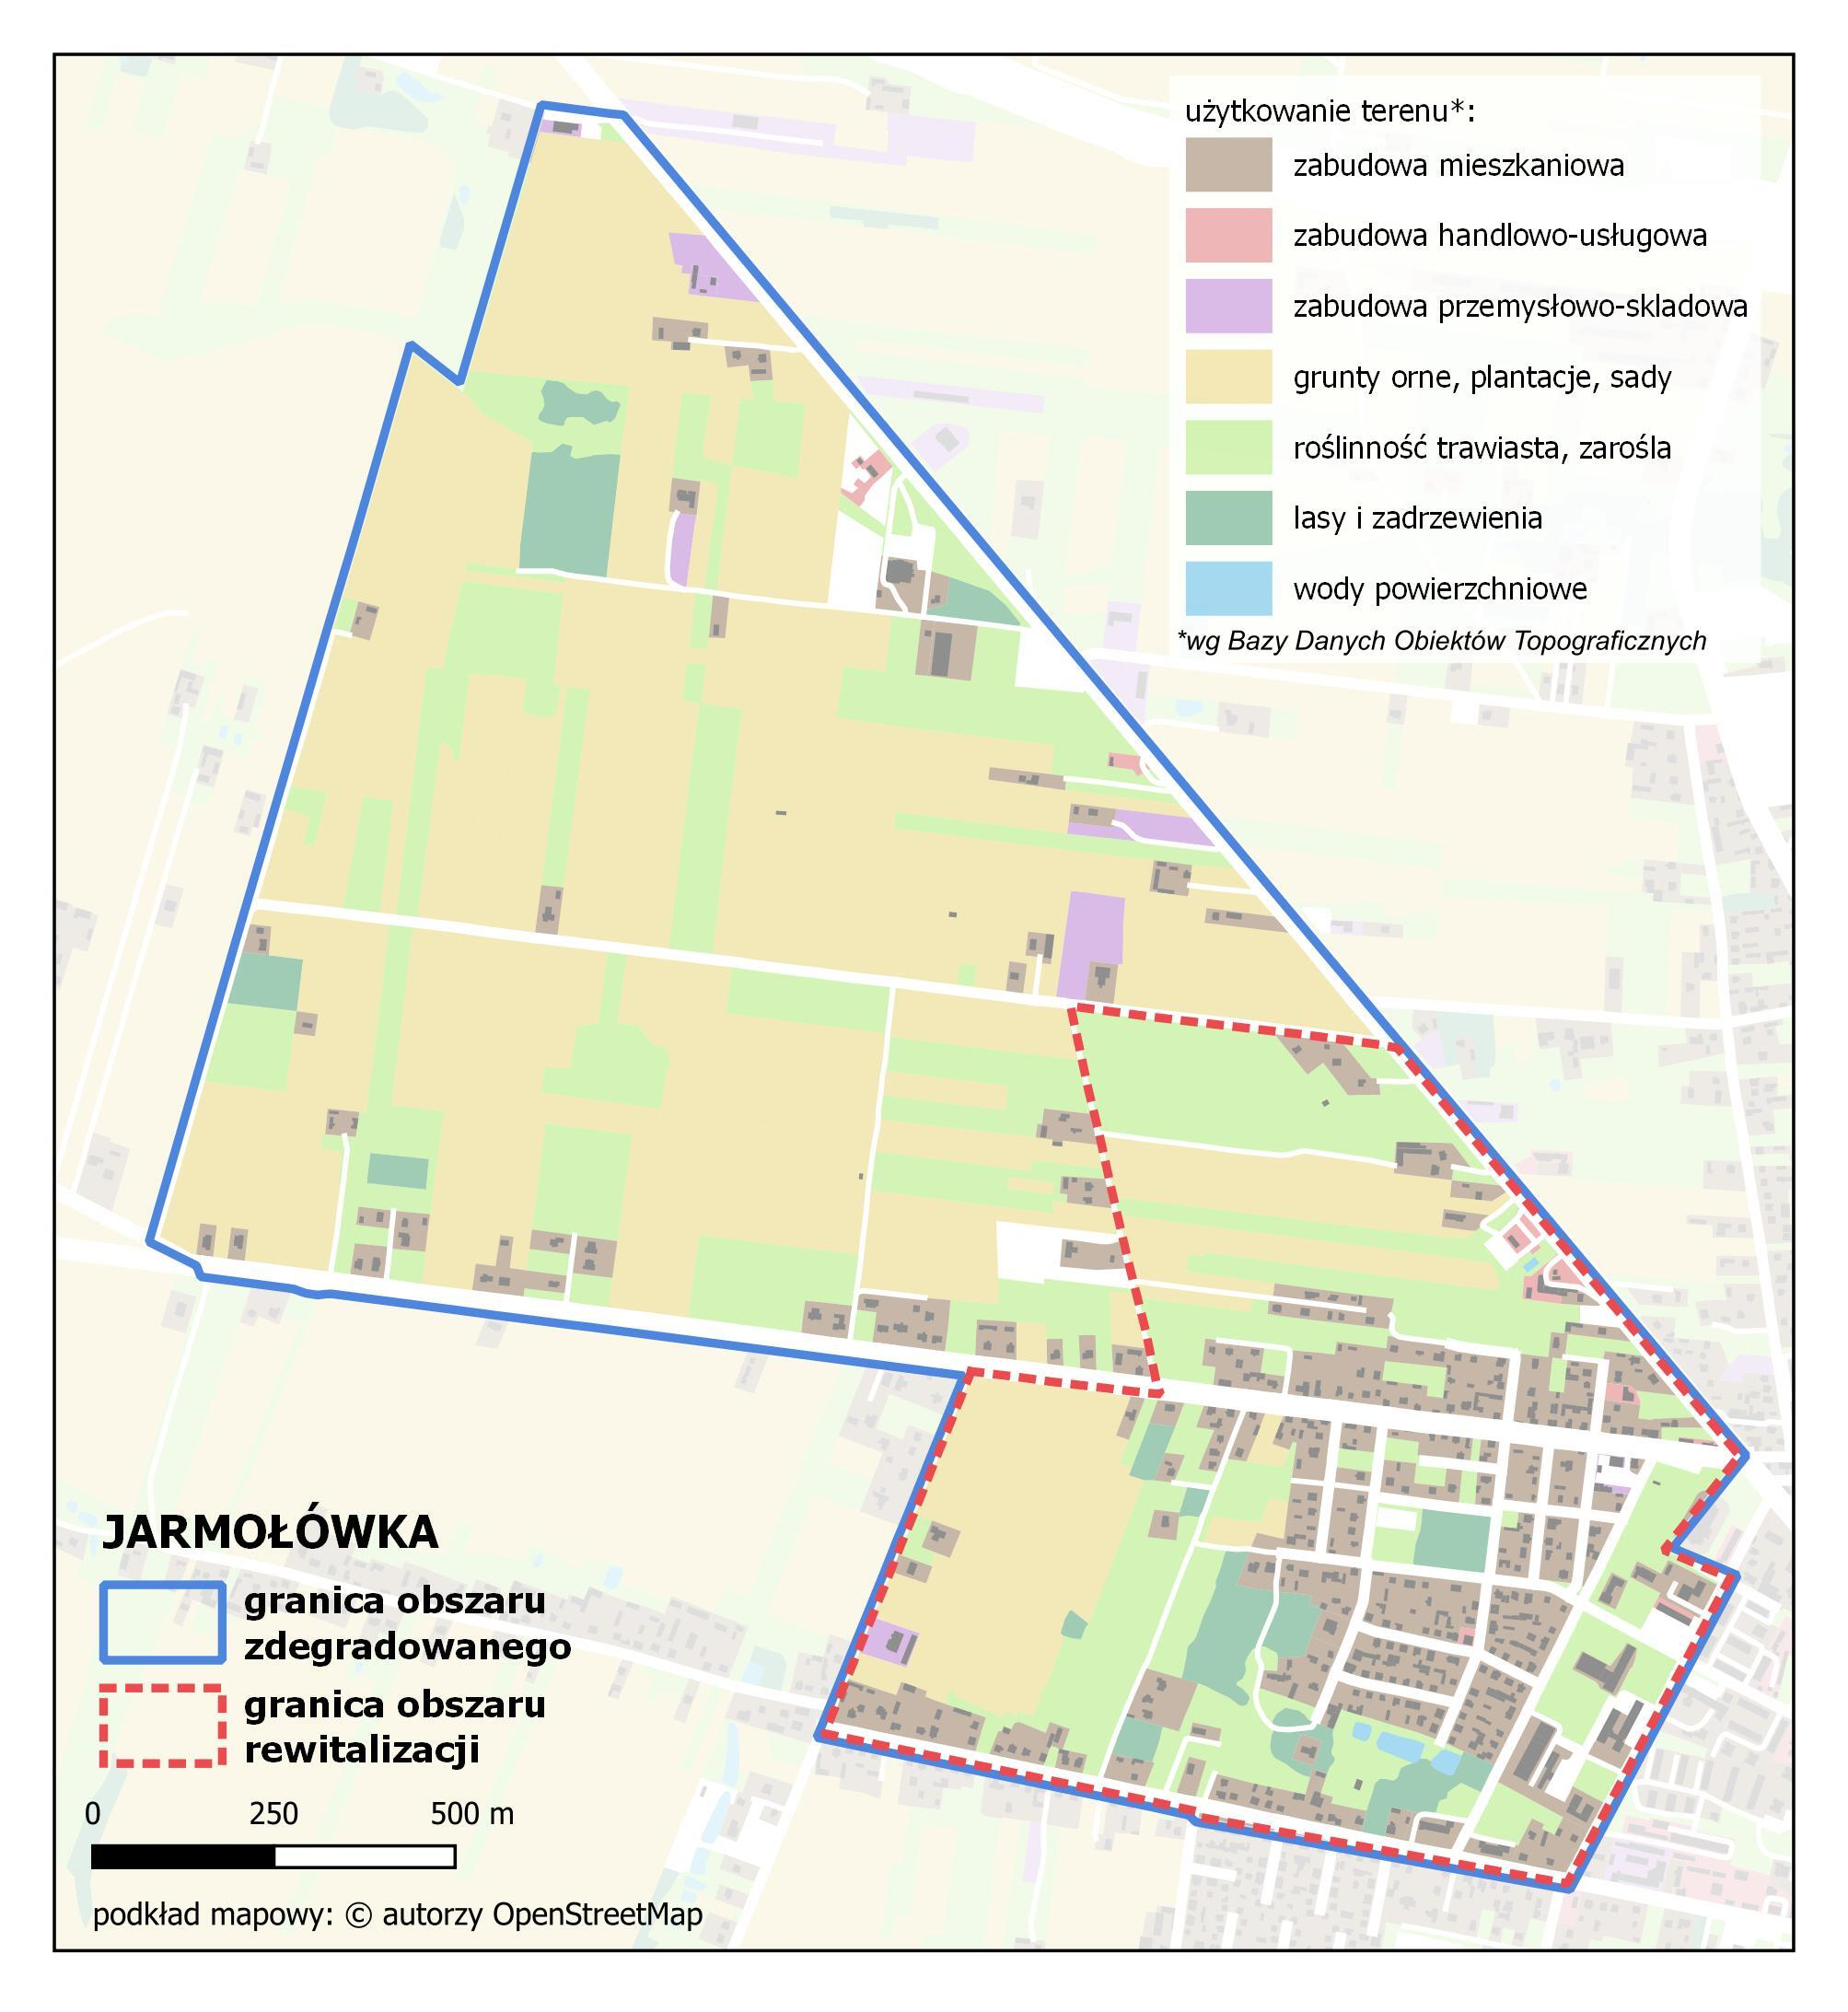 użytkowanie terenu*:
zabudowa mieszkaniowa
zabudowa handlowo-usługowa
zabudowa przemysłowo-skladowa
grunty orne, plantacje, sady
roślinność trawiasta, zarośla
lasy i zadrzewienia
wody powierzchniowe
*wg Bazy Danych Obiektów Topograficznych
JARMOŁÓWKA
granica obszaru
zdegradowanego
granica obszaru
rewitalizacji
0 250 500 m
podkład mapowy: © autorzy OpenStreetMap